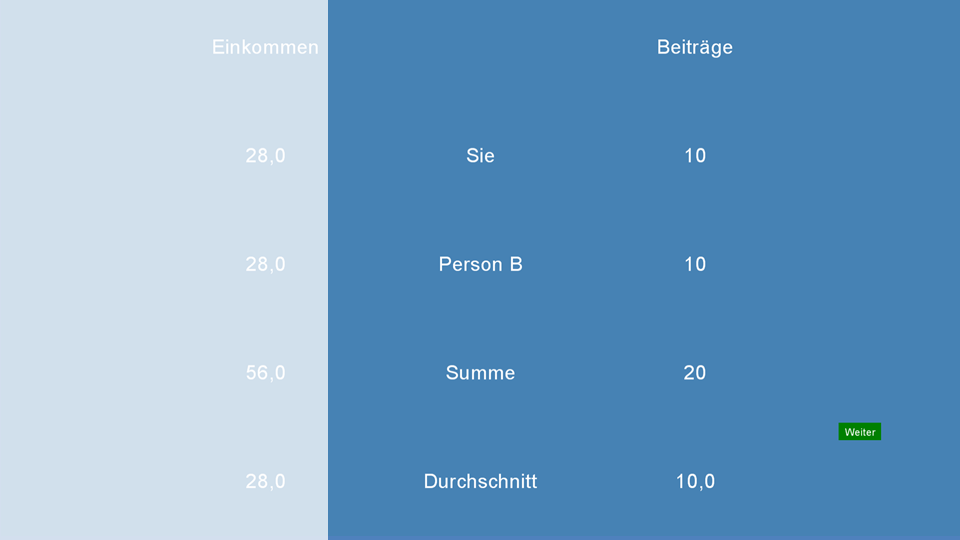 Einkommen Beiträge
28,0 Sie 10
28,0 Person B 10
56,0 Summe 20
Weiter
28,0 Durchschnitt 10,0